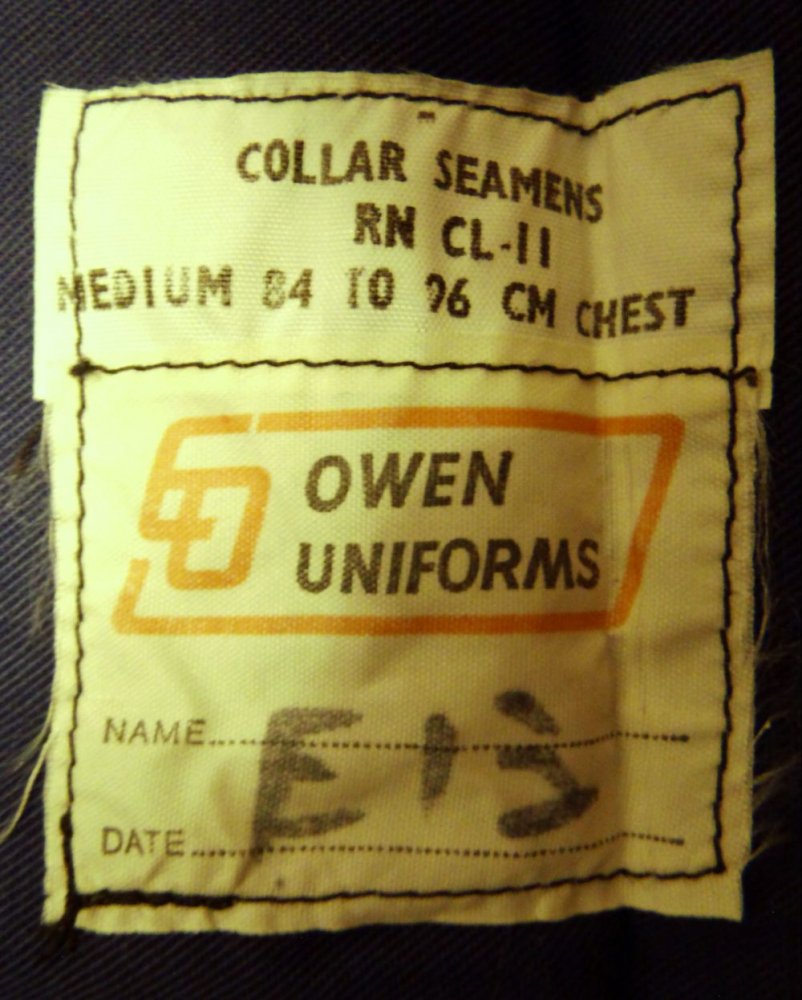 COLLAR SEAMENS
RN CL-11
MEDIUM 84 TO 96 CM CHEST
OWEN
UNIFORMS
NAME
E13
DATE